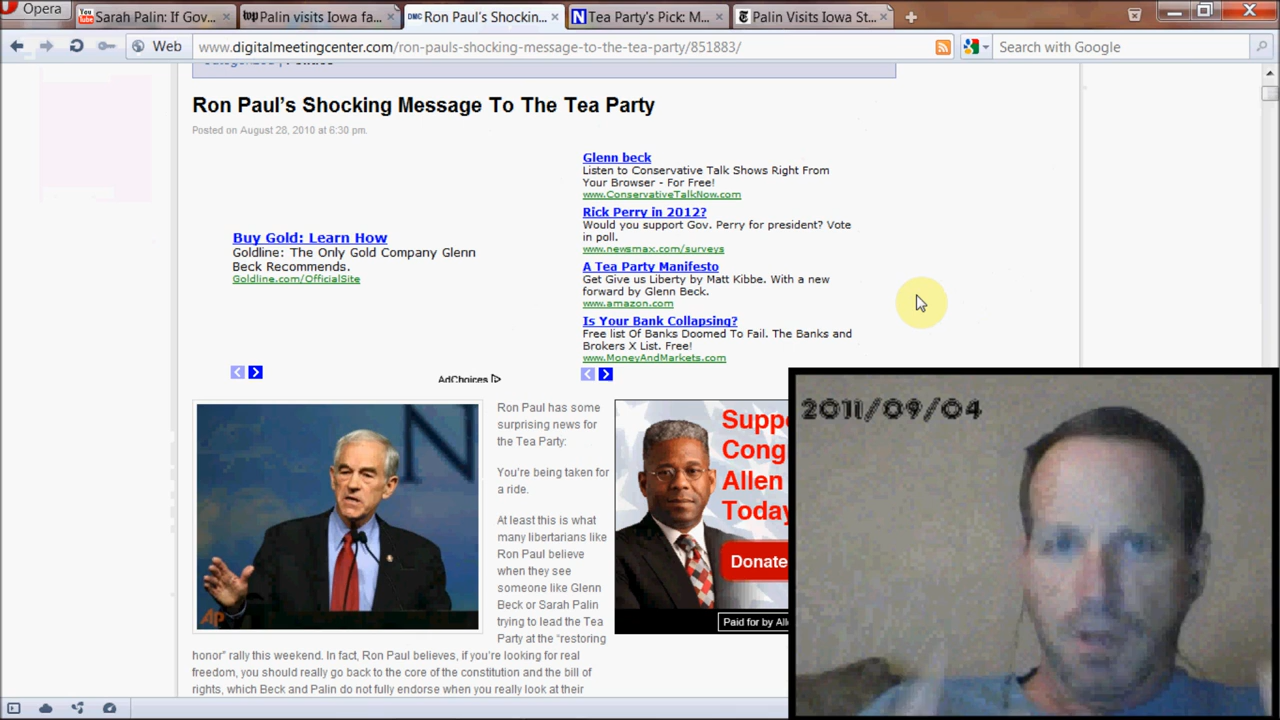 Opera
Sarah Palin: If Gov...
Palin visits Iowa fa...
Ron Paul's Shockin...
Tea Party's Pick: M...
Palin Visits Iowa St...
Web
www.digitalmeetingcenter.com/ron-pauls-shocking-message-to-the-tea-party/851883/
Search with Google
Ron Paul's Shocking Message To The Tea Party
Posted on August 28, 2010 at 6:30 pm.
Buy Gold: Learn How
Goldline: The Only Gold Company Glenn
Beck Recommends.
Goldline.com/OfficialSite
Glenn beck
Listen to Conservative Talk Shows Right From
Your Browser - For Free!
www.ConservativeTalkNow.com
Rick Perry in 2012?
Would you support Gov. Perry for president? Vote
in poll.
www.newsmax.com/surveys
A Tea Party Manifesto
Get Give us Liberty by Matt Kibbe. With a new
forward by Glenn Beck.
www.amazon.com
Is Your Bank Collapsing?
Free list Of Banks Doomed To Fail. The Banks and
Brokers X List. Free!
www.MoneyAndMarkets.com
AdChoices
N
AP
Ron Paul has some
surprising news for
the Tea Party:
You're being taken for
a ride.
At least this is what
many libertarians like
Ron Paul believe
when they see
someone like Glenn
Beck or Sarah Palin
trying to lead the Tea
Party at the "restoring
honor" rally this weekend. In fact, Ron Paul believes, if you're looking for real
freedom, you should really go back to the core of the constitution and the bill of
rights, which Beck and Palin do not fully endorse when you really look at their
Supp
Cong
Allen
Today
Donate
Paid for by All
2011/09/04